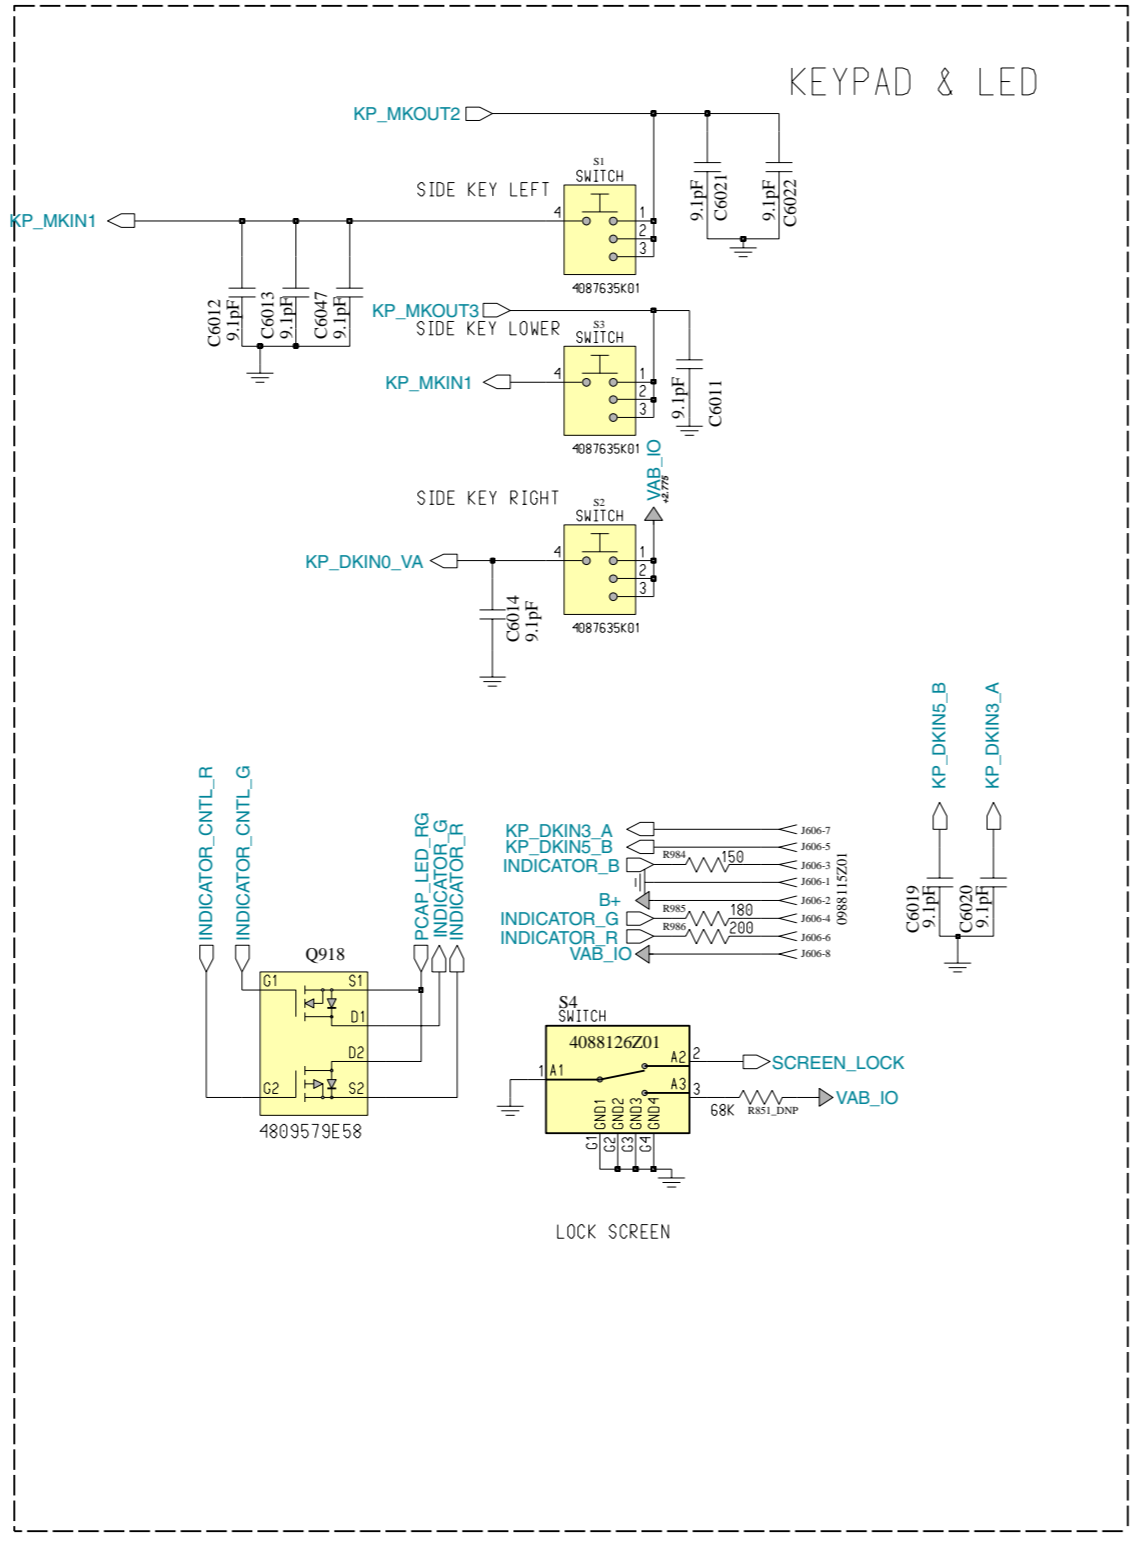 KEYPAD & LED
KP_MKOUT2
S1
SWITCH
SIDE KEY LEFT
KP_MKIN1
4
1
2
3
9.1pF
C6021
9.1pF
C6022
4087635K01
C6012
9.1pF
C6013
9.1pF
C6047
9.1pF
KP_MKOUT3
SIDE KEY LOWER
S3
SWITCH
KP_MKIN1
4
1
2
3
9.1pF
C6011
4087635K01
VAB_IO
+2.775
SIDE KEY RIGHT
S2
SWITCH
KP_DKIN0_VA
4
1
2
3
C6014
9.1pF
4087635K01
KP_DKIN5_B
KP_DKIN3_A
C6019
9.1pF
C6020
9.1pF
INDICATOR_CNTL_R
INDICATOR_CNTL_G
PCAP_LED_RG
INDICATOR_G
INDICATOR_R
Q918
G1
S1
D1
D2
G2
S2
4809579E58
KP_DKIN3_A
J606-7
KP_DKIN5_B
J606-5
INDICATOR_B
R984
150
J606-3
J606-1
B+
J606-2
INDICATOR_G
R985
180
J606-4
INDICATOR_R
R986
200
J606-6
VAB_IO
J606-8
0988115Z01
S4
SWITCH
4088126Z01
1
A1
A2
2
SCREEN_LOCK
A3
3
68K
R851_DNP
VAB_IO
GND1
GND2
GND3
GND4
G1
G2
G3
G4
LOCK SCREEN